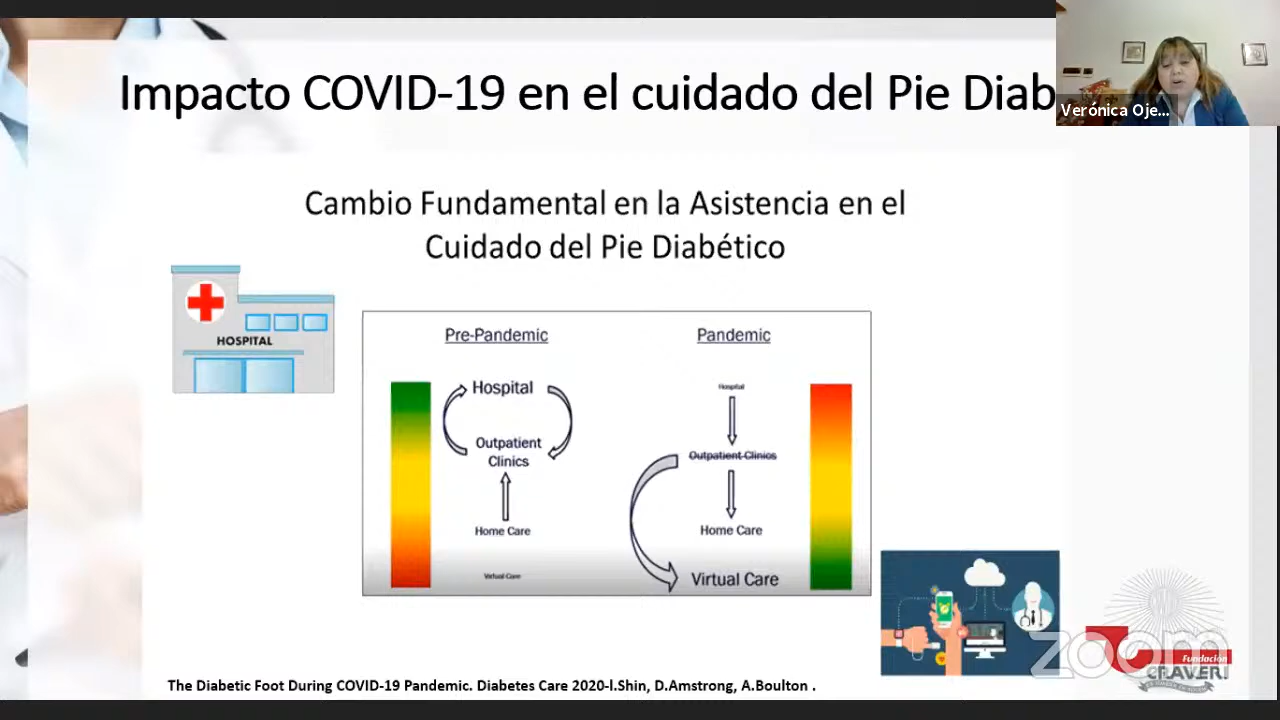 Impacto COVID-19 en el cuidado del Pie Diab
Verónica Oje...
Cambio Fundamental en la Asistencia en el
Cuidado del Pie Diabético
HOSPITAL
Pre-Pandemic
Hospital
Outpatient
Clinics
Home Care
Virtual Care
Pandemic
Hospital
Outpatient Clinics
Home Care
Virtual Care
zoom
Fundación
CRAVERI
The Diabetic Foot During COVID-19 Pandemic. Diabetes Care 2020-I.Shin, D.Amstrong, A.Boulton .